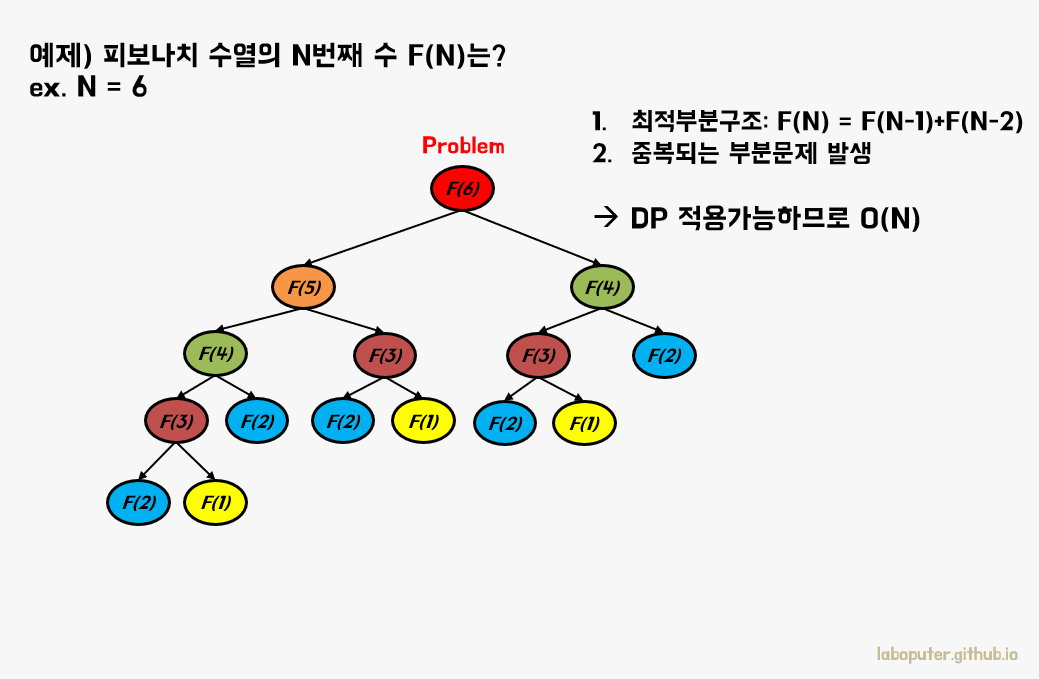 예제) 피보나치 수열의 N번째 수 F(N)는?
ex. N = 6
1. 최적부분구조: F(N) = F(N-1)+F(N-2)
2. 중복되는 부분문제 발생
→ DP 적용가능하므로 O(N)
Problem
F(6)
F(5) F(4)
F(4) F(3) F(3) F(2)
F(3) F(2) F(2) F(1) F(2) F(1)
F(2) F(1)
laboputer.github.io